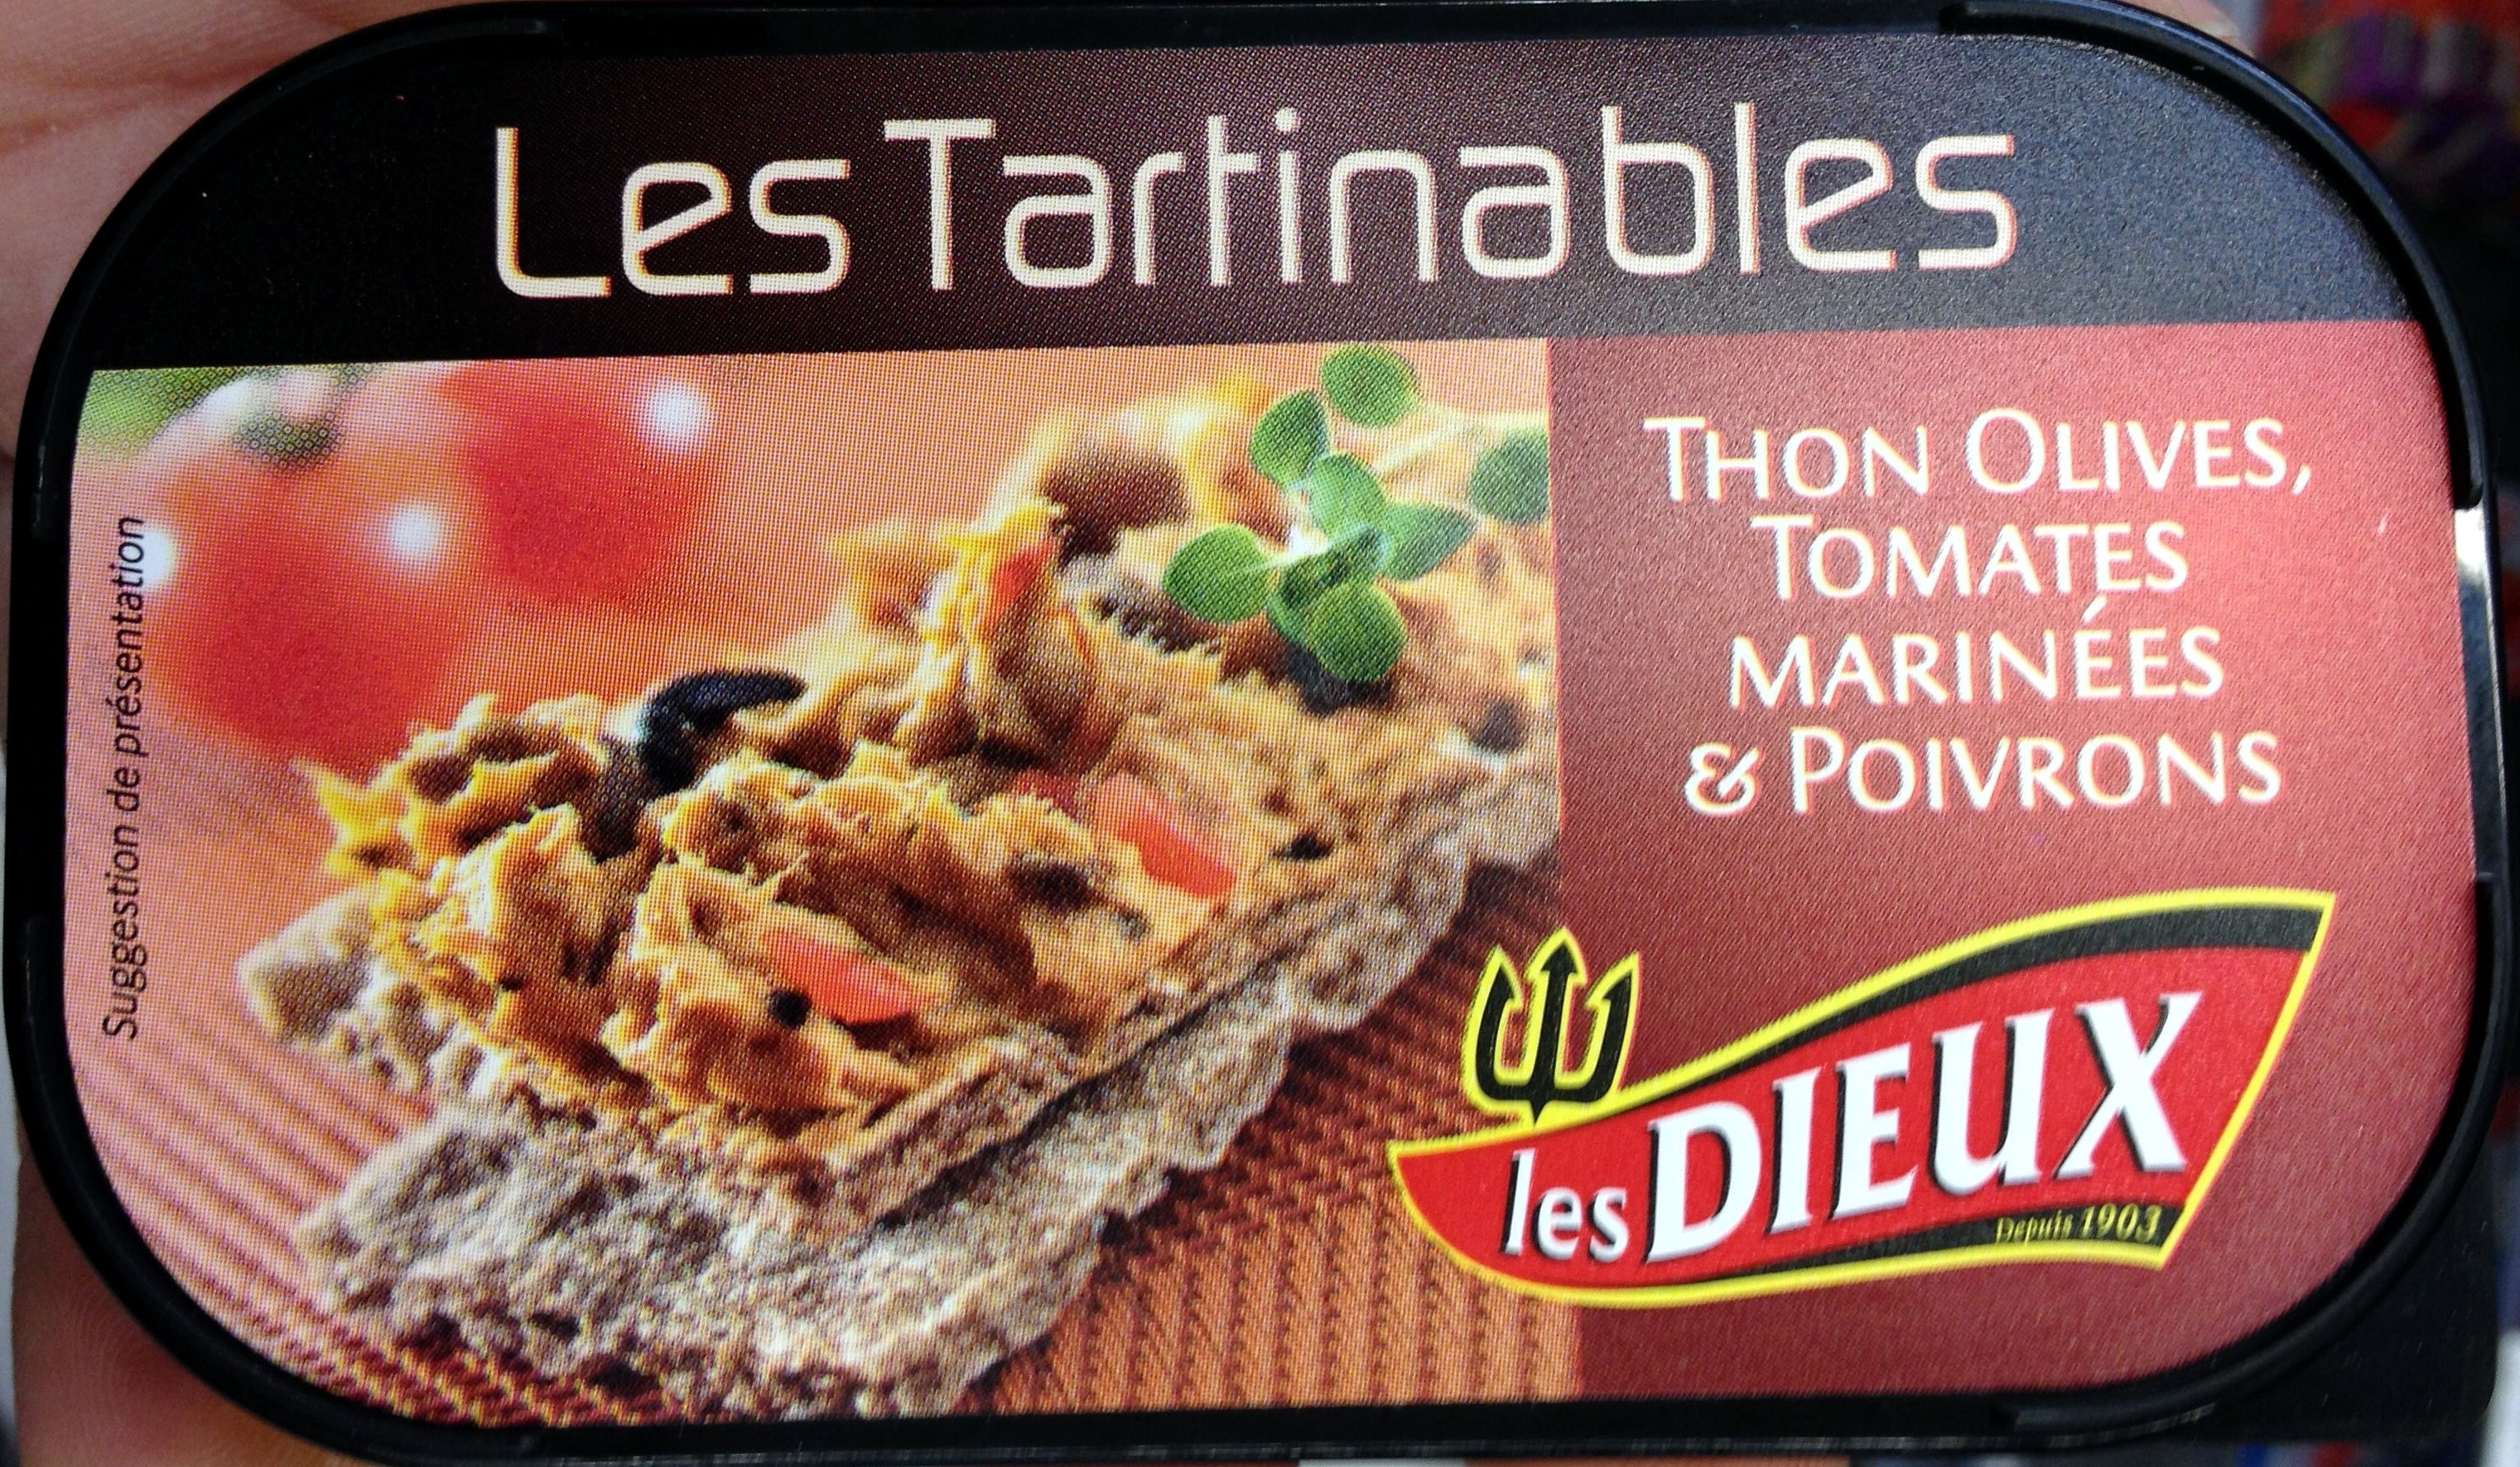 Les Tartinables
THON OLIVES,
TOMATES
MARINÉES
& POIVRONS
Suggestion de présentation
les DIEUX
Depuis 1903